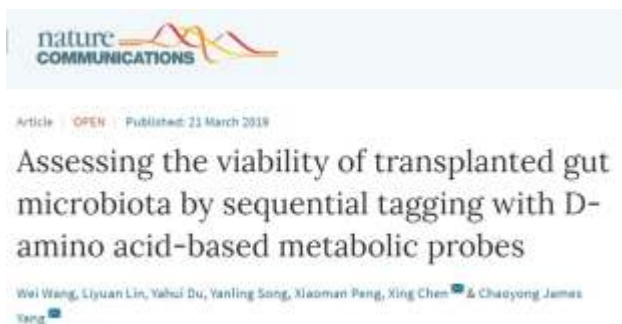 nature
COMMUNICATIONS
Article OPEN Published: 21 March 2019
Assessing the viability of transplanted gut
microbiota by sequential tagging with D-
amino acid-based metabolic probes
Wei Wang, Liyuan Lin, Yahui Du, Yanling Song, Xiaoman Peng, Xing Chen & Chaoyong James
Yang